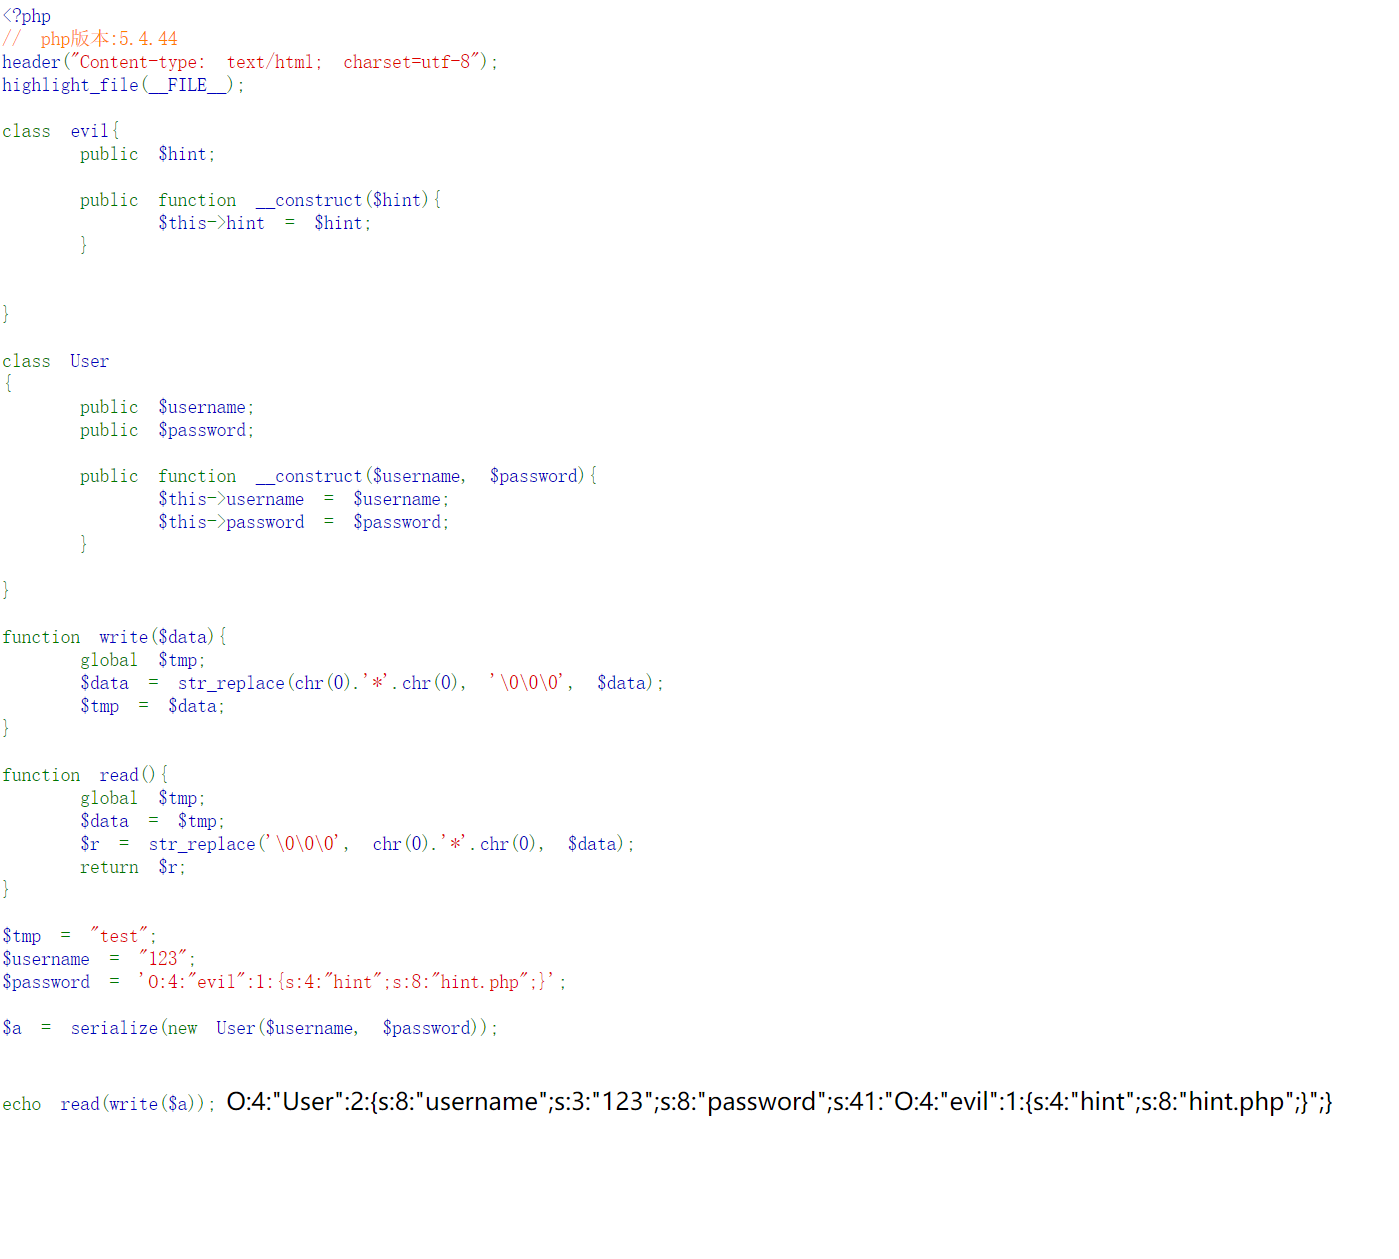 <?php
// php版本:5.4.44
header("Content-type: text/html; charset=utf-8");
highlight_file(__FILE__);
class evil{
public $hint;
public function __construct($hint){
$this->hint = $hint;
}
}
class User
{
public $username;
public $password;
public function __construct($username, $password){
$this->username = $username;
$this->password = $password;
}
}
function write($data){
global $tmp;
$data = str_replace(chr(0).'*'.chr(0), '\0\0\0', $data);
$tmp = $data;
}
function read(){
global $tmp;
$data = $tmp;
$r = str_replace('\0\0\0', chr(0).'*'.chr(0), $data);
return $r;
}
$tmp = "test";
$username = "123";
$password = 'O:4:"evil":1:{s:4:"hint";s:8:"hint.php";}';
$a = serialize(new User($username, $password));
echo read(write($a)); O:4:"User":2:{s:8:"username";s:3:"123";s:8:"password";s:41:"O:4:"evil":1:{s:4:"hint";s:8:"hint.php";}";}